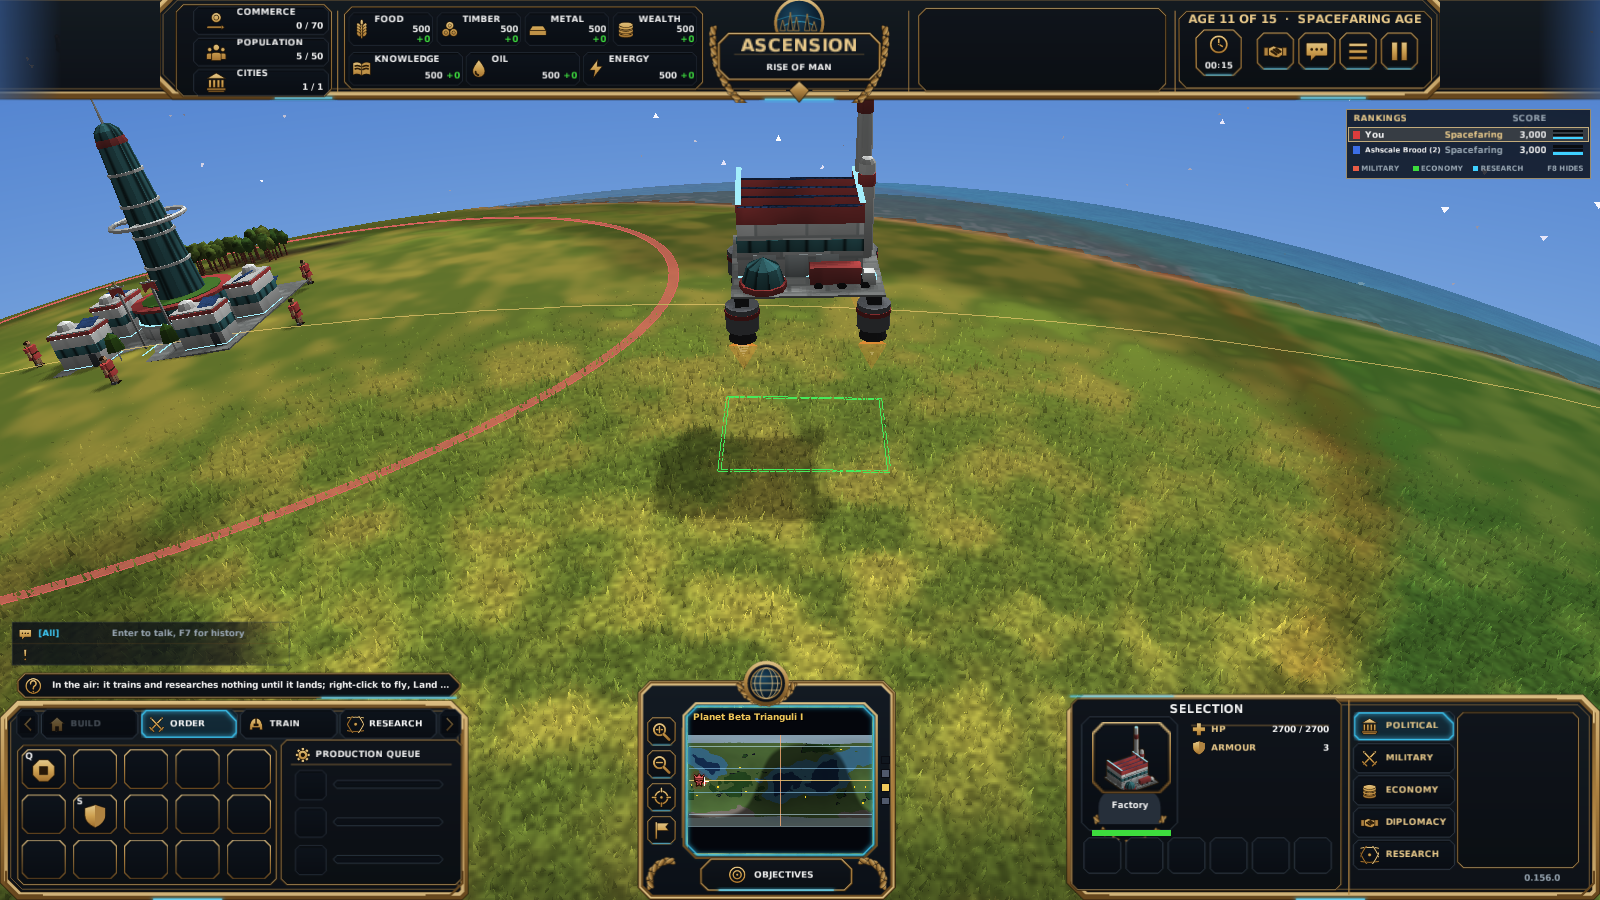 COMMERCE
0 / 70
POPULATION
5 / 50
CITIES
1 / 1
FOOD
500
+0
TIMBER
500
+0
METAL
500
+0
WEALTH
500
+0
KNOWLEDGE
500 +0
OIL
500 +0
ENERGY
500 +0
ASCENSION
RISE OF MAN
AGE 11 OF 15 · SPACEFARING AGE
00:15
RANKINGS SCORE
You Spacefaring 3,000
Ashscale Brood (2) Spacefaring 3,000
MILITARY ECONOMY RESEARCH F8 HIDES
[All] Enter to talk, F7 for history
!
In the air: it trains and researches nothing until it lands; right-click to fly, Land ...
BUILD ORDER TRAIN RESEARCH
Q
S
PRODUCTION QUEUE
Planet Beta Trianguli I
OBJECTIVES
SELECTION
HP 2700 / 2700
ARMOUR 3
Factory
POLITICAL
MILITARY
ECONOMY
DIPLOMACY
RESEARCH
0.156.0